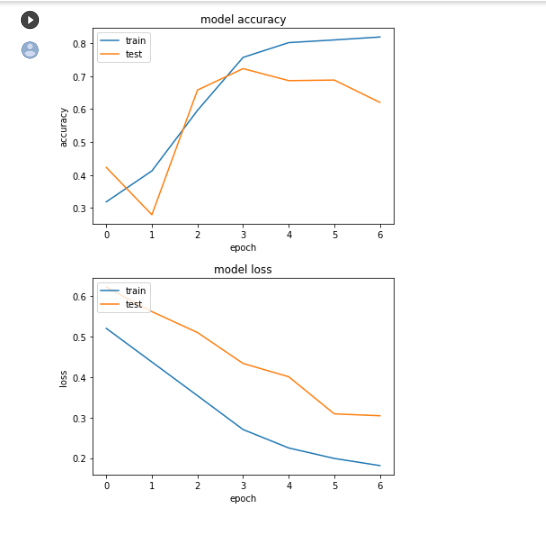 model accuracy
train
test
0.8
0.7
0.6
0.5
0.4
0.3
accuracy
0 1 2 3 4 5 6
epoch
model loss
train
test
0.6
0.5
0.4
0.3
0.2
loss
0 1 2 3 4 5 6
epoch